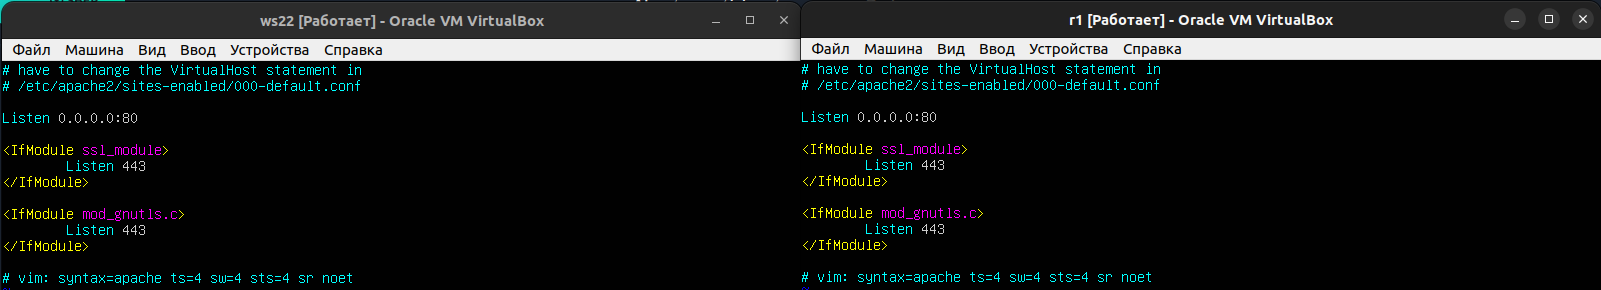 ws22 [Работает] - Oracle VM VirtualBox
Файл Машина Вид Ввод Устройства Справка
# have to change the VirtualHost statement in
# /etc/apache2/sites-enabled/000-default.conf
Listen 0.0.0.0:80
<IfModule ssl_module>
Listen 443
</IfModule>
<IfModule mod_gnutls.c>
Listen 443
</IfModule>
# vim: syntax=apache ts=4 sw=4 sts=4 sr noet
r1 [Работает] - Oracle VM VirtualBox
Файл Машина Вид Ввод Устройства Справка
# have to change the VirtualHost statement in
# /etc/apache2/sites-enabled/000-default.conf
Listen 0.0.0.0:80
<IfModule ssl_module>
Listen 443
</IfModule>
<IfModule mod_gnutls.c>
Listen 443
</IfModule>
# vim: syntax=apache ts=4 sw=4 sts=4 sr noet